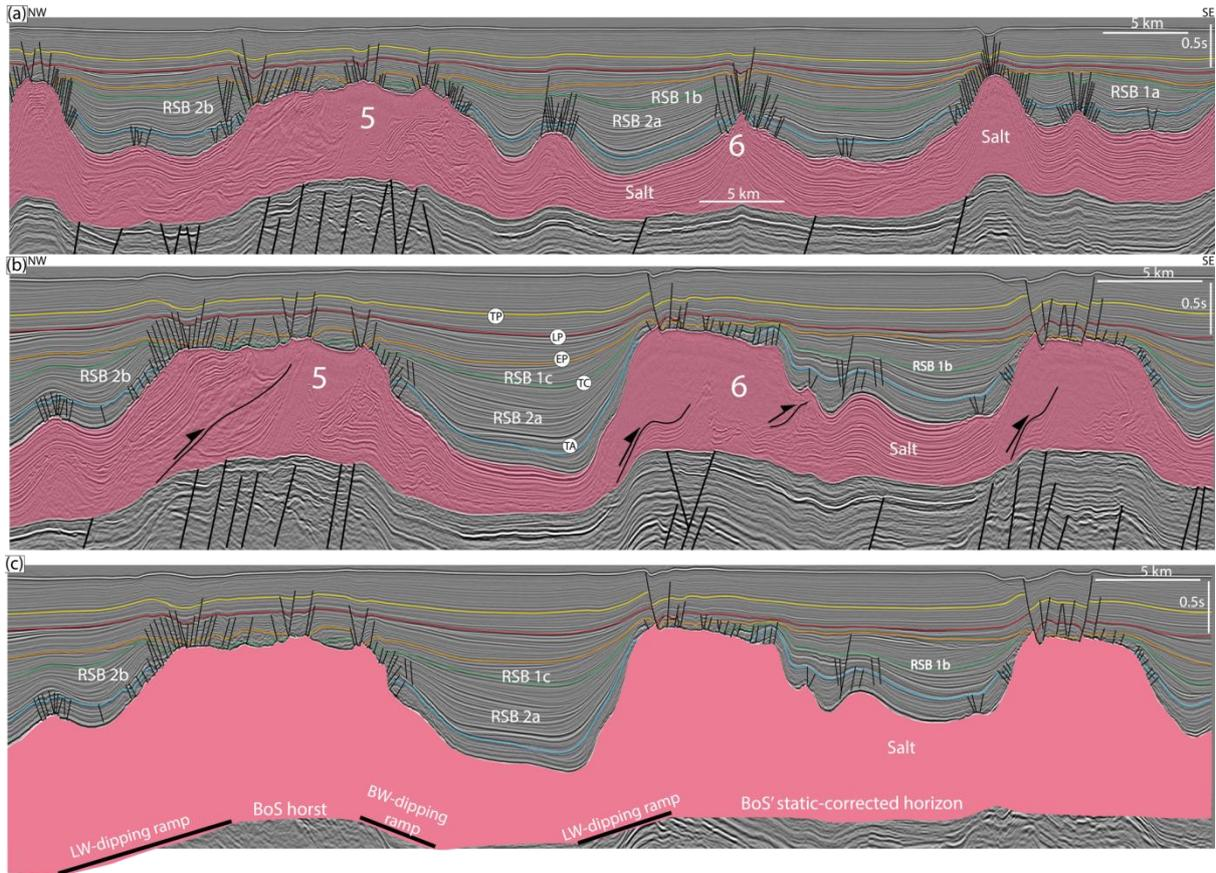 (a) NW
SE
5 km
0.5s
RSB 2b
5
RSB 1b
RSB 2a
6
RSB 1a
Salt
Salt
5 km
(b) NW
SE
5 km
0.5s
TP
LP
EP
TC
TA
RSB 2b
5
RSB 1c
RSB 2a
6
RSB 1b
Salt
(c)
5 km
0.5s
RSB 2b
RSB 1c
RSB 2a
RSB 1b
Salt
LW-dipping ramp
BoS horst
BW-dipping
ramp
LW-dipping ramp
BoS' static-corrected horizon